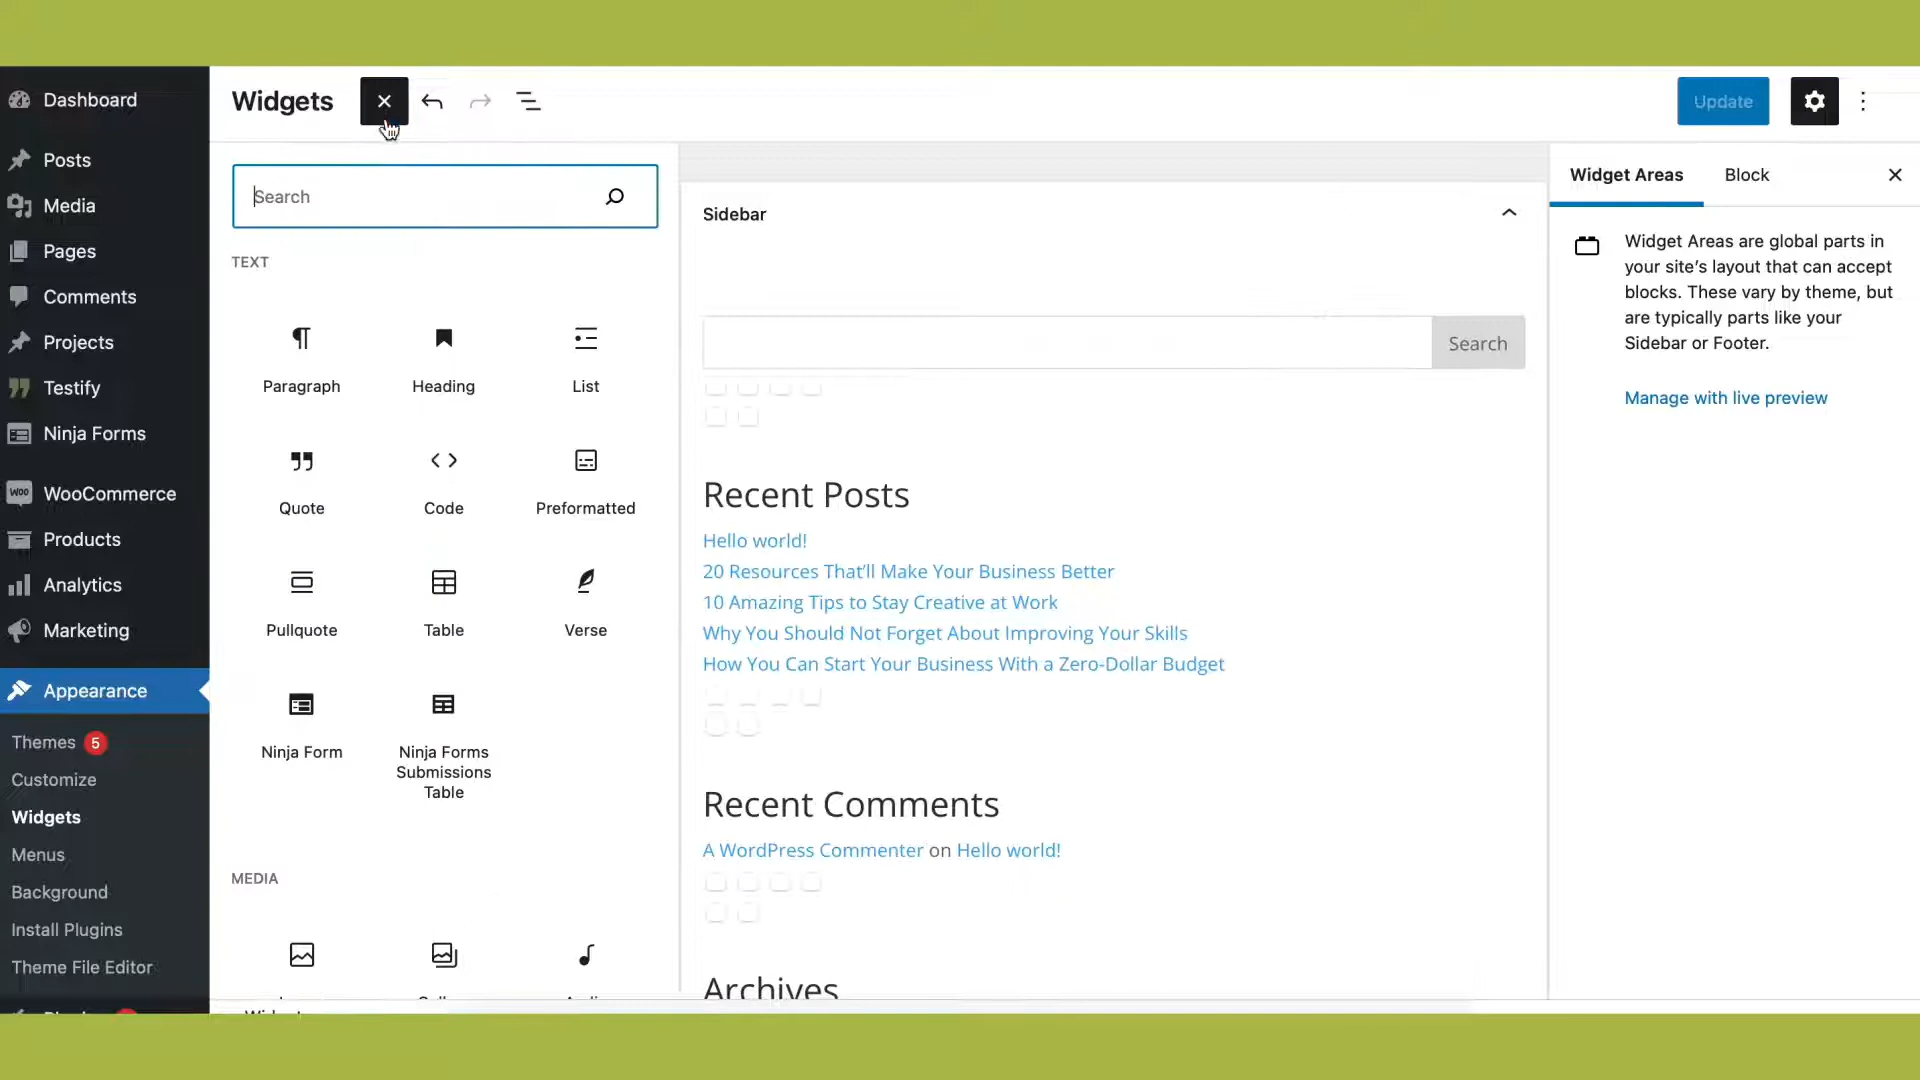 Dashboard
Posts
Media
Pages
Comments
Projects
Testify
Ninja Forms
WOO WooCommerce
Products
Analytics
Marketing
Appearance
Themes 5
Customize
Widgets
Menus
Background
Install Plugins
Theme File Editor
Widgets
Update
Search
TEXT
Paragraph
Heading
List
Quote
Code
Preformatted
Pullquote
Table
Verse
Ninja Form
Ninja Forms
Submissions
Table
MEDIA
Sidebar
Search
Recent Posts
Hello world!
20 Resources That'll Make Your Business Better
10 Amazing Tips to Stay Creative at Work
Why You Should Not Forget About Improving Your Skills
How You Can Start Your Business With a Zero-Dollar Budget
Recent Comments
A WordPress Commenter on Hello world!
Archives
Widget Areas
Block
Widget Areas are global parts in
your site's layout that can accept
blocks. These vary by theme, but
are typically parts like your
Sidebar or Footer.
Manage with live preview